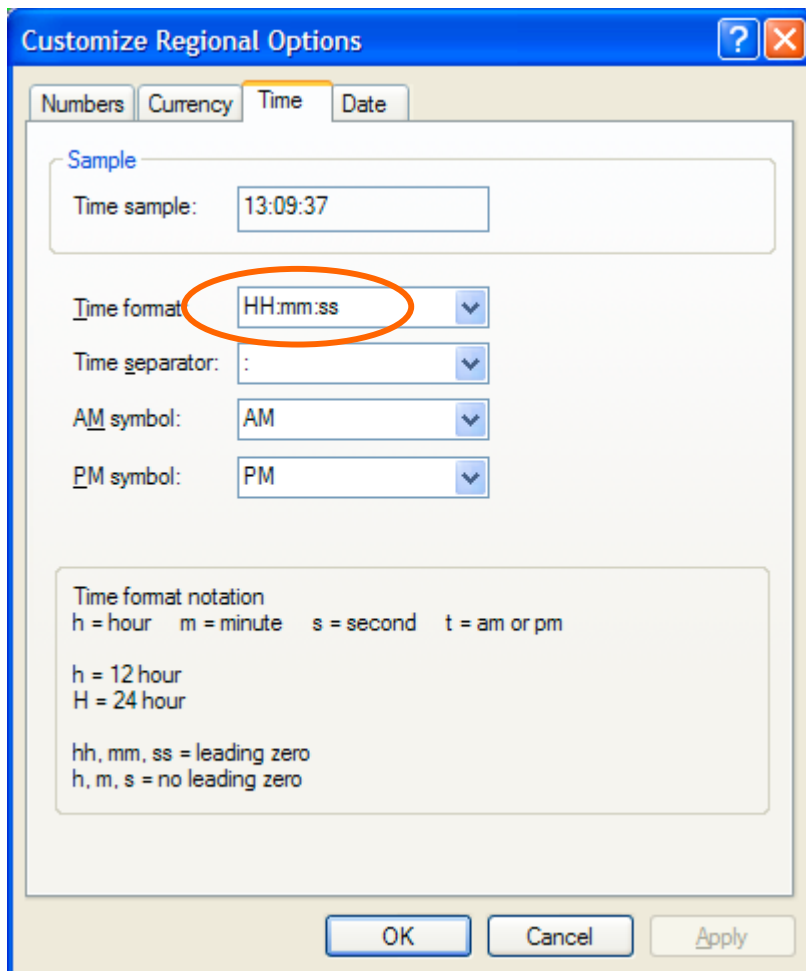 Customize Regional Options
Numbers Currency Time Date
Sample
Time sample: 13:09:37
Time format HH:mm:ss
Time separator: :
AM symbol: AM
PM symbol: PM
Time format notation
h = hour m = minute s = second t = am or pm
h = 12 hour
H = 24 hour
hh, mm, ss = leading zero
h, m, s = no leading zero
OK Cancel Apply